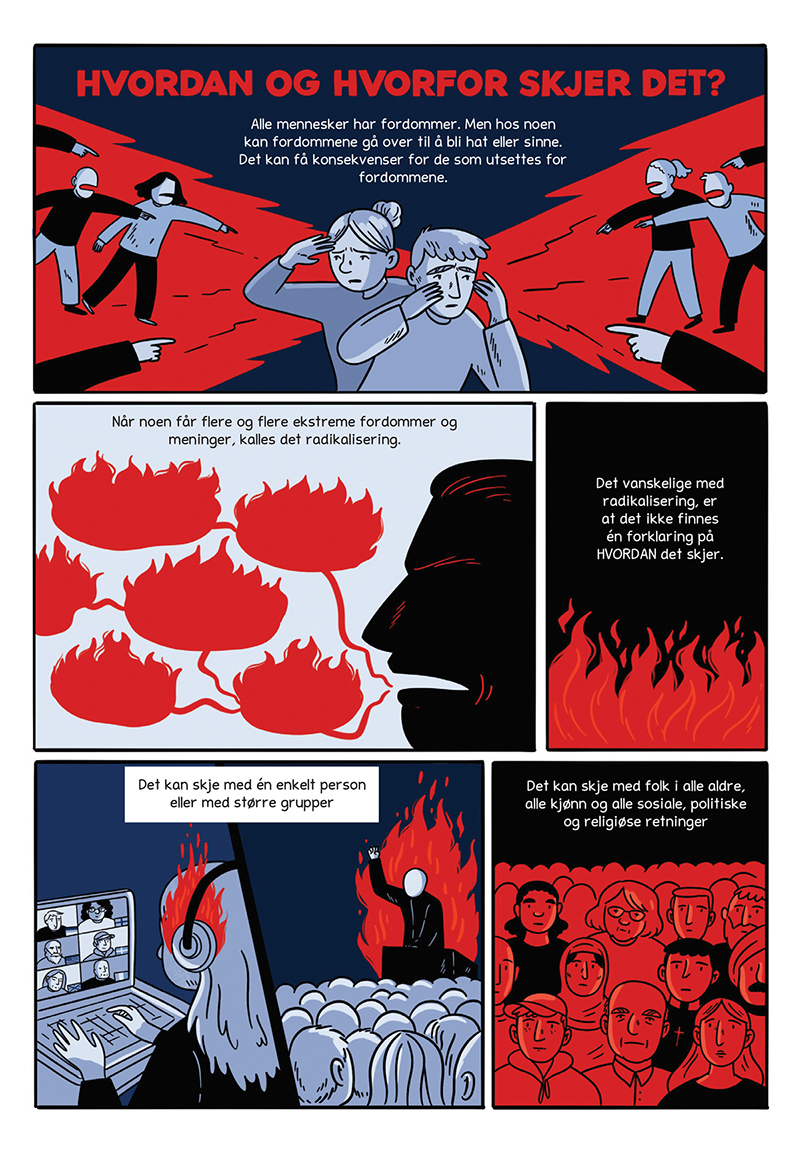 HVORDAN OG HVORFOR SKJER DET?
Alle mennesker har fordommer. Men hos noen
kan fordommene gå over til å bli hat eller sinne.
Det kan få konsekvenser for de som utsettes for
fordommene.
Når noen får flere og flere ekstreme fordommer og
meninger, kalles det radikalisering.
Det vanskelige med
radikalisering, er
at det ikke finnes
én forklaring på
HVORDAN det skjer.
Det kan skje med én enkelt person
eller med større grupper
Det kan skje med folk i alle aldre,
alle kjønn og alle sosiale, politiske
og religiøse retninger